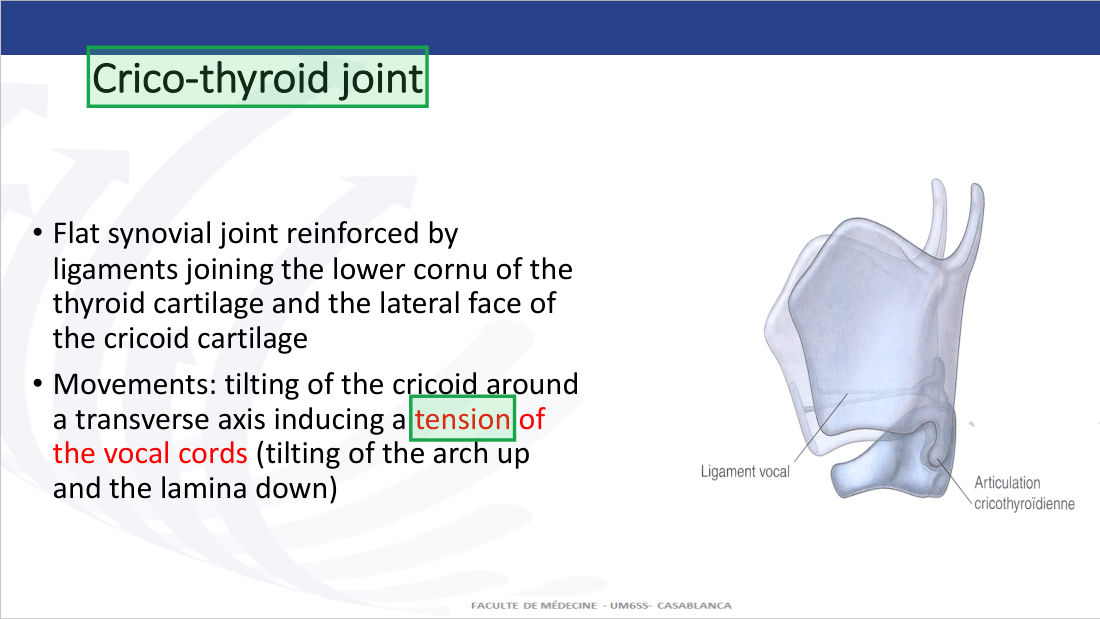 Crico-thyroid joint
• Flat synovial joint reinforced by
ligaments joining the lower cornu of the
thyroid cartilage and the lateral face of
the cricoid cartilage
• Movements: tilting of the cricoid around
a transverse axis inducing a tension of
the vocal cords (tilting of the arch up
and the lamina down)
Ligament vocal
Articulation
cricothyroïdienne
FACULTE DE MÉDECINE - UM6SS- CASABLANCA